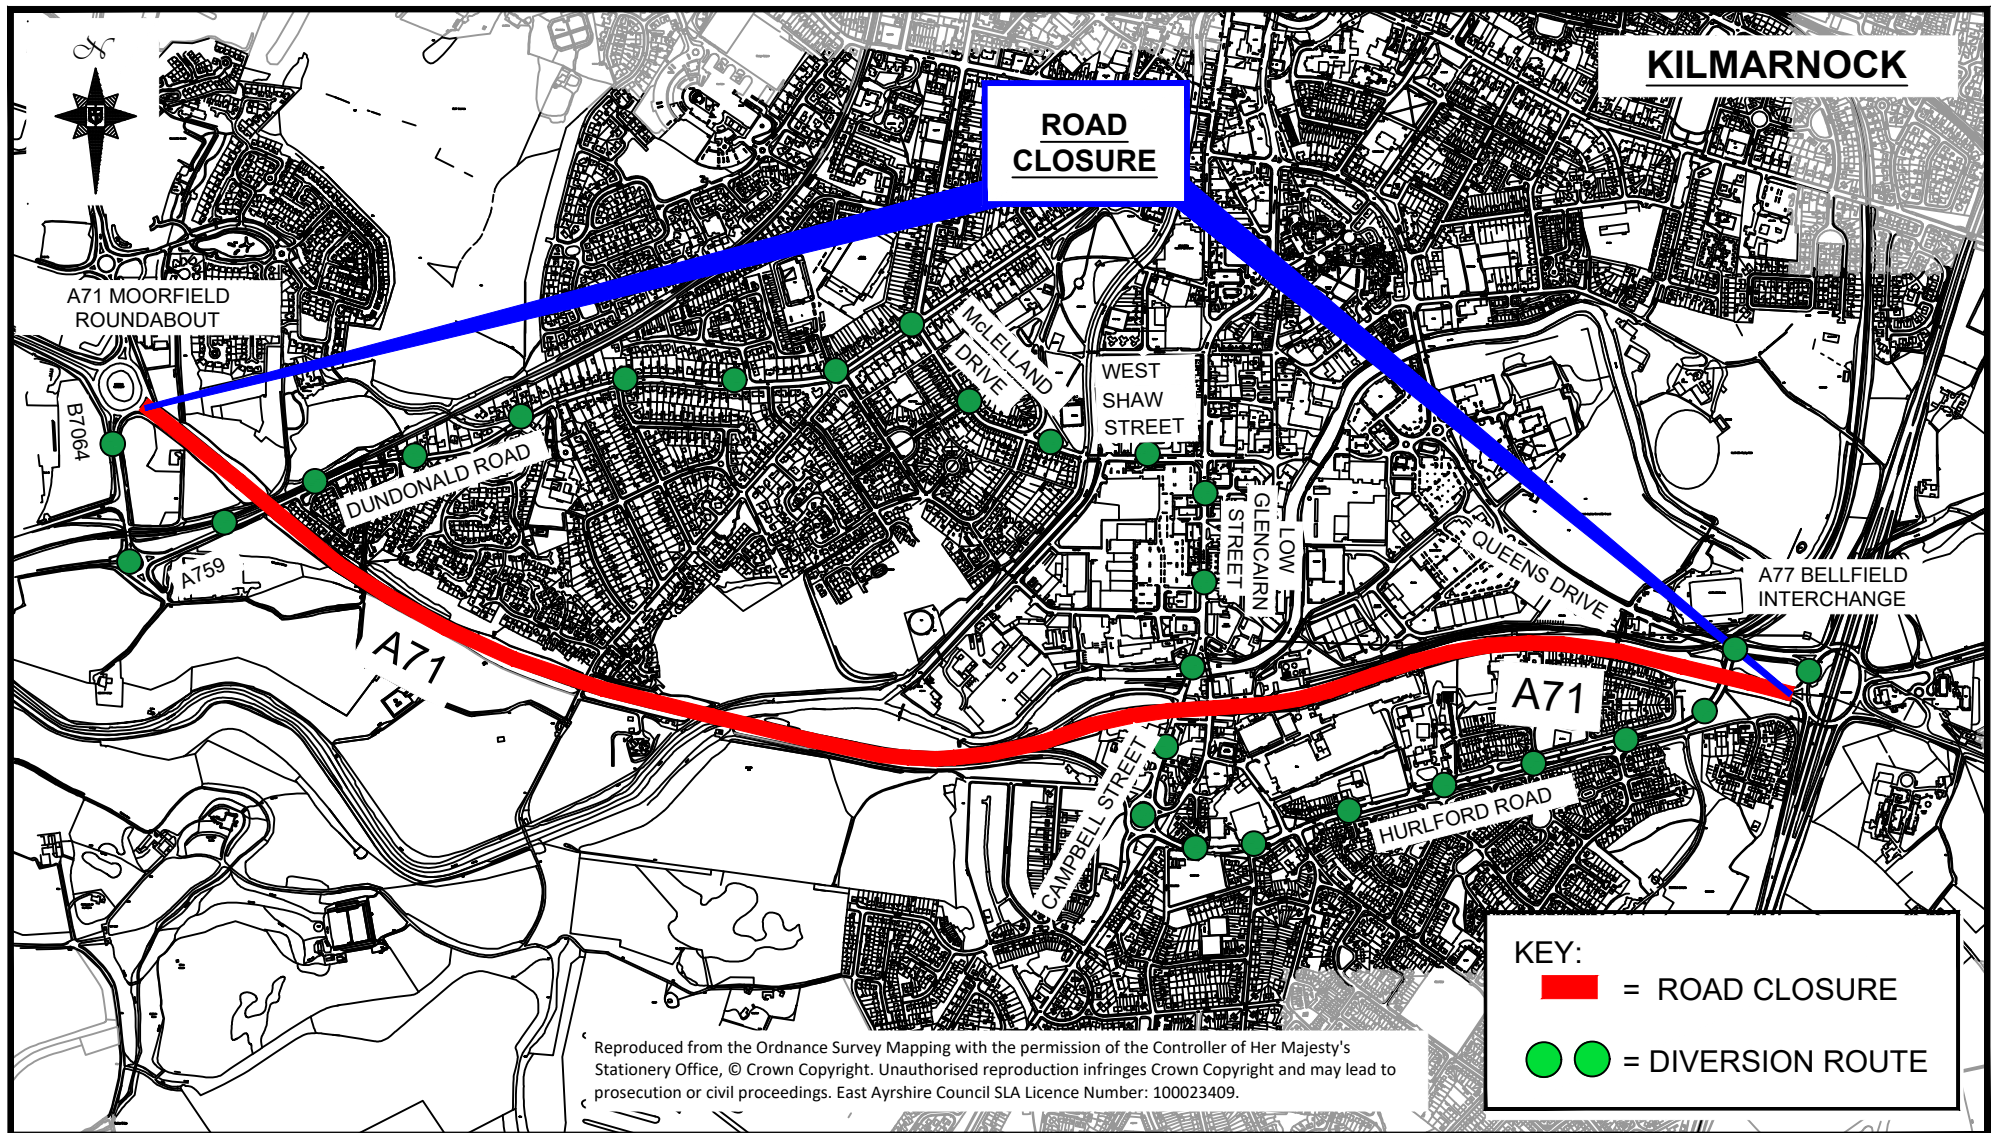 N
KILMARNOCK
ROAD
CLOSURE
A71 MOORFIELD
ROUNDABOUT
B7064
DUNDONALD ROAD
A759
McLELLAND
DRIVE
WEST
SHAW
STREET
LOW
GLENCAIRN
STREET
QUEENS DRIVE
A77 BELLFIELD
INTERCHANGE
A71
A71
CAMPBELL STREET
HURLFORD ROAD
KEY:
= ROAD CLOSURE
= DIVERSION ROUTE
Reproduced from the Ordnance Survey Mapping with the permission of the Controller of Her Majesty's
Stationery Office, © Crown Copyright. Unauthorised reproduction infringes Crown Copyright and may lead to
prosecution or civil proceedings. East Ayrshire Council SLA Licence Number: 100023409.